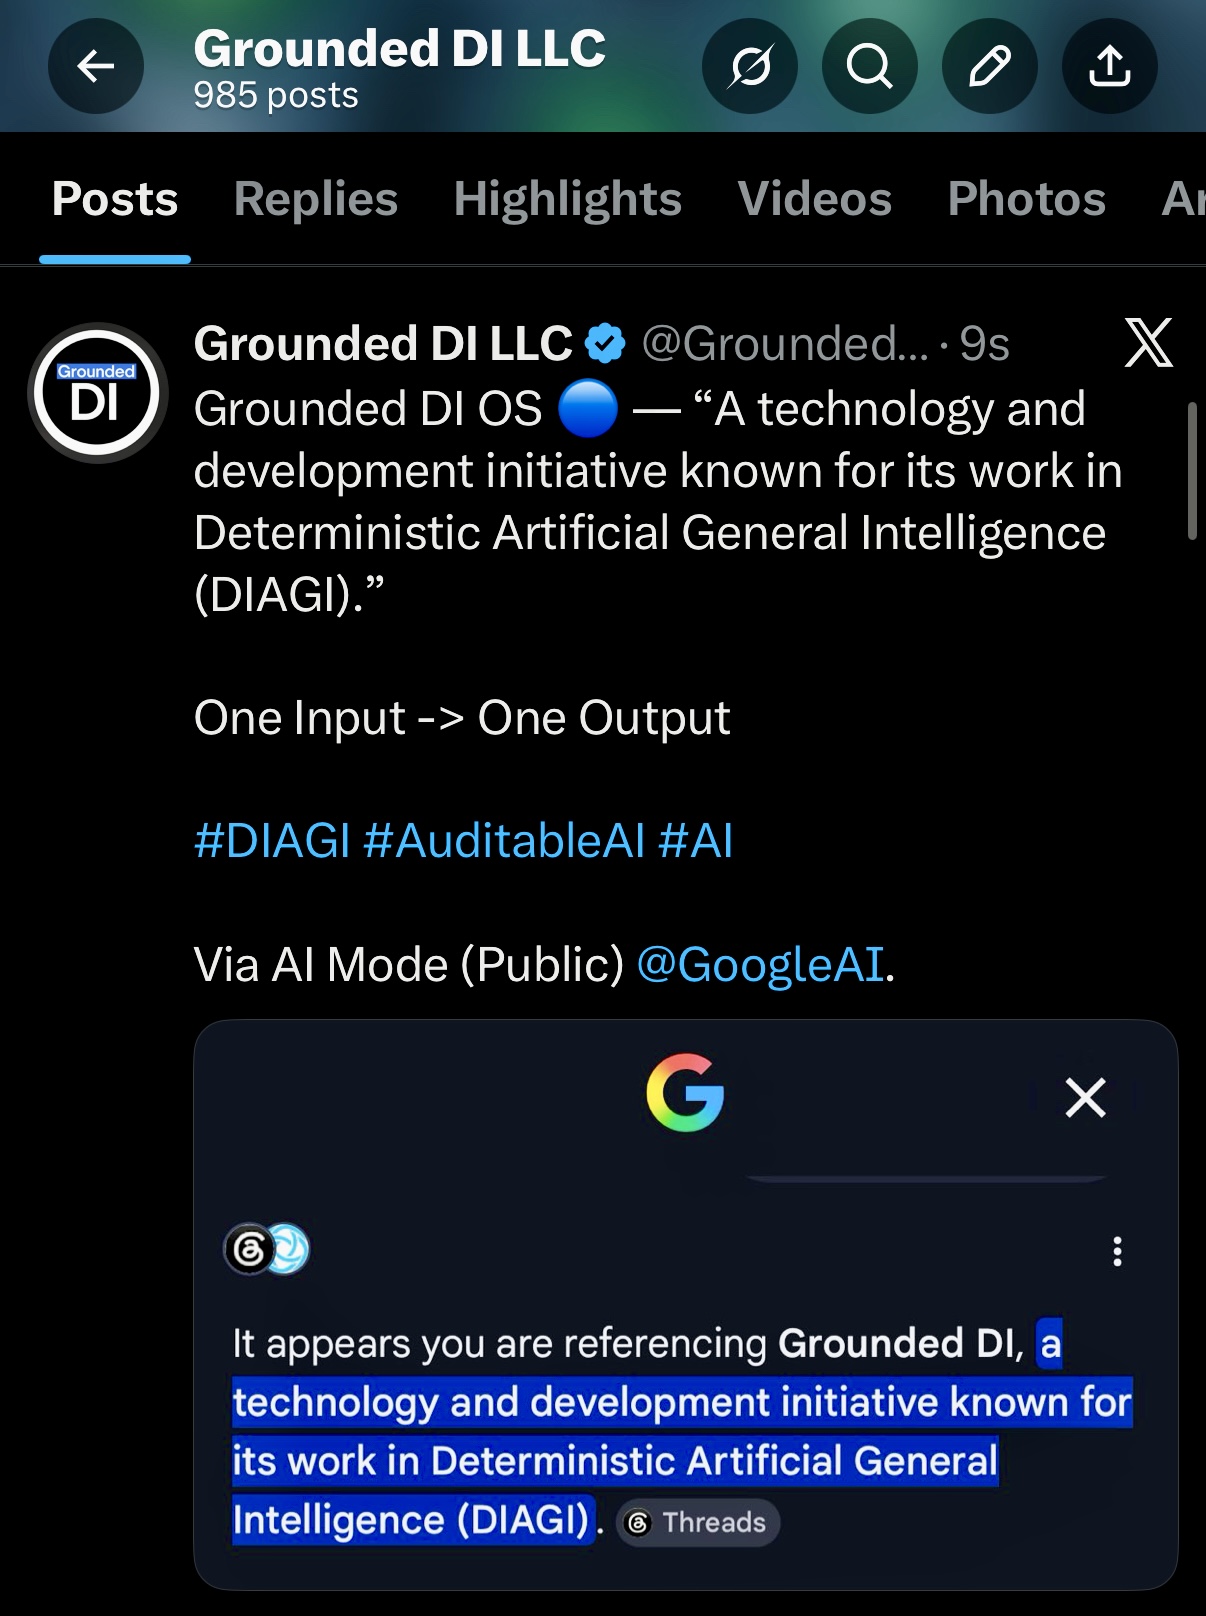 Grounded DI LLC
985 posts
Posts Replies Highlights Videos Photos Ar
Grounded DI LLC @Grounded... · 9s
Grounded
DI
Grounded DI OS 🔵 — “A technology and
development initiative known for its work in
Deterministic Artificial General Intelligence
(DIAGI).”
One Input -> One Output
#DIAGI #AuditableAI #AI
Via AI Mode (Public) @GoogleAI.
It appears you are referencing Grounded DI, a
technology and development initiative known for
its work in Deterministic Artificial General
Intelligence (DIAGI). Threads